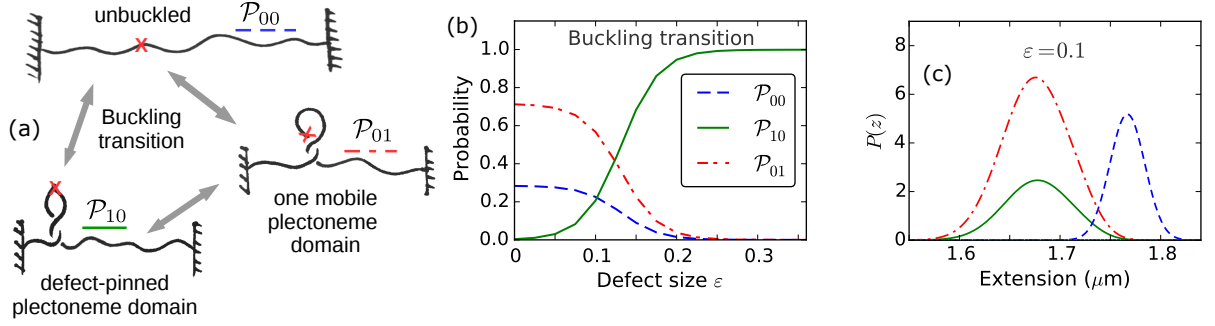 unbuckled
𝒫₀₀
(a)
Buckling
transition
𝒫₀₁
one mobile
plectoneme
domain
𝒫₁₀
defect-pinned
plectoneme domain
(b)
Buckling transition
1.0
0.8
0.6
0.4
0.2
0.0
Probability
𝒫₀₀
𝒫₁₀
𝒫₀₁
0.0 0.1 0.2 0.3
Defect size ε
(c)
ε = 0.1
8
6
4
2
0
P(z)
1.6 1.7 1.8
Extension (μm)